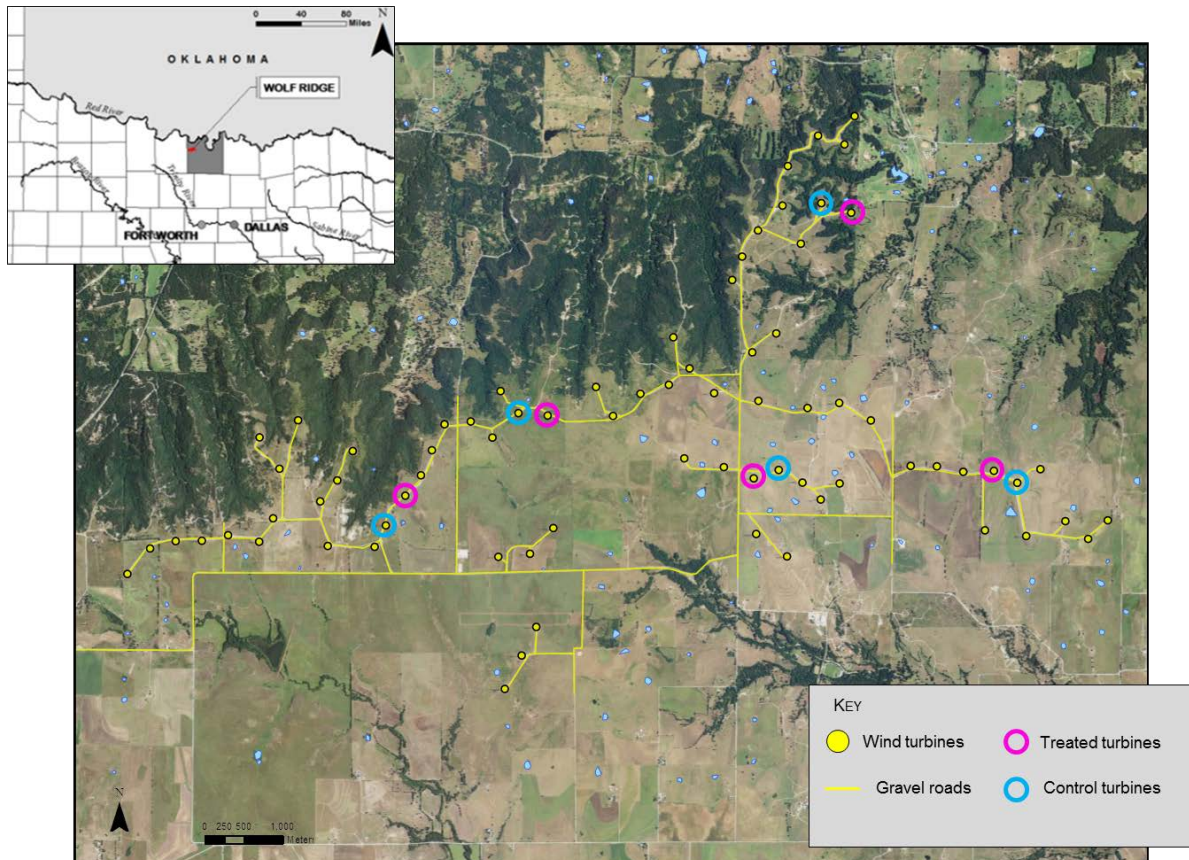 0 40 80
Miles
N
OKLAHOMA
WOLF RIDGE
Red River
Brazos River
Trinity River
FORT WORTH
DALLAS
Sabine River
KEY
Wind turbines
Treated turbines
Gravel roads
Control turbines
N
0 250 500 1,000
Meters